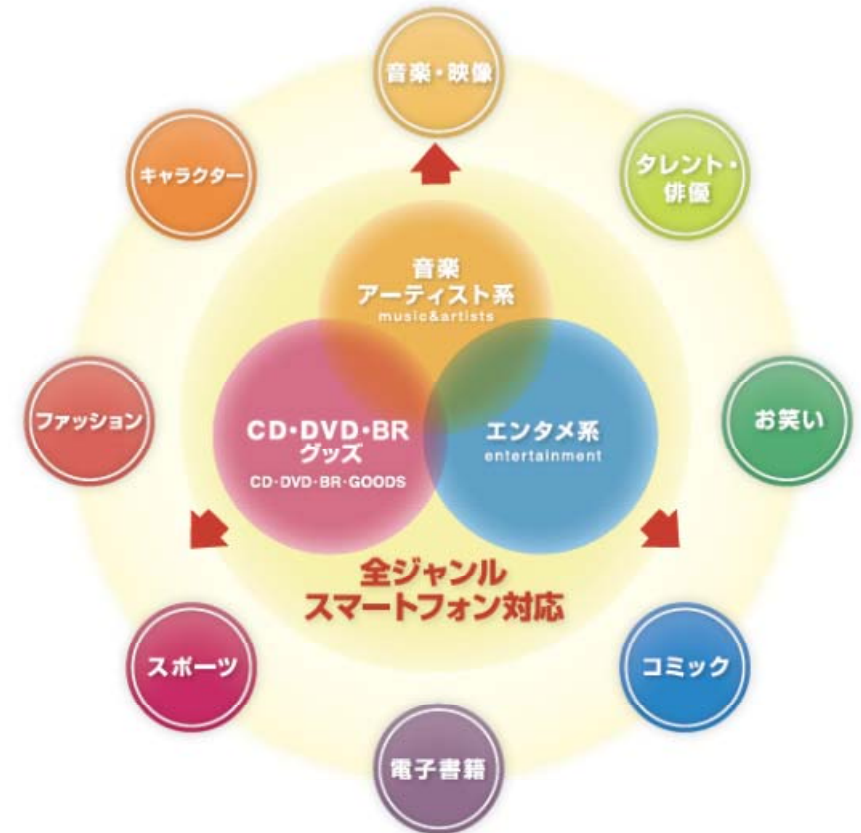 音楽・映像
キャラクター
タレント・
俳優
音楽
アーティスト系
music&artists
ファッション
CD・DVD・BR
グッズ
CD・DVD・BR・GOODS
エンタメ系
entertainment
お笑い
全ジャンル
スマートフォン対応
スポーツ
コミック
電子書籍